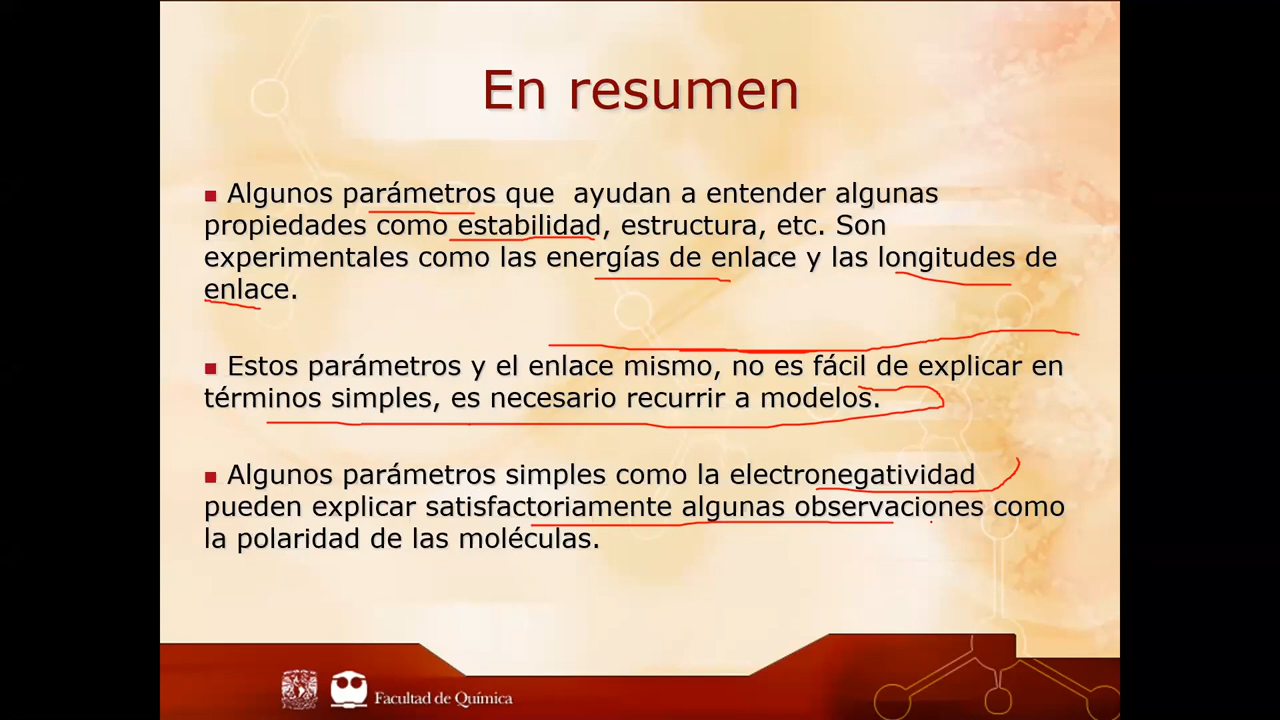 En resumen
Algunos parámetros que ayudan a entender algunas
propiedades como estabilidad, estructura, etc. Son
experimentales como las energías de enlace y las longitudes de
enlace.
Estos parámetros y el enlace mismo, no es fácil de explicar en
términos simples, es necesario recurrir a modelos.
Algunos parámetros simples como la electronegatividad
pueden explicar satisfactoriamente algunas observaciones como
la polaridad de las moléculas.
Facultad de Química